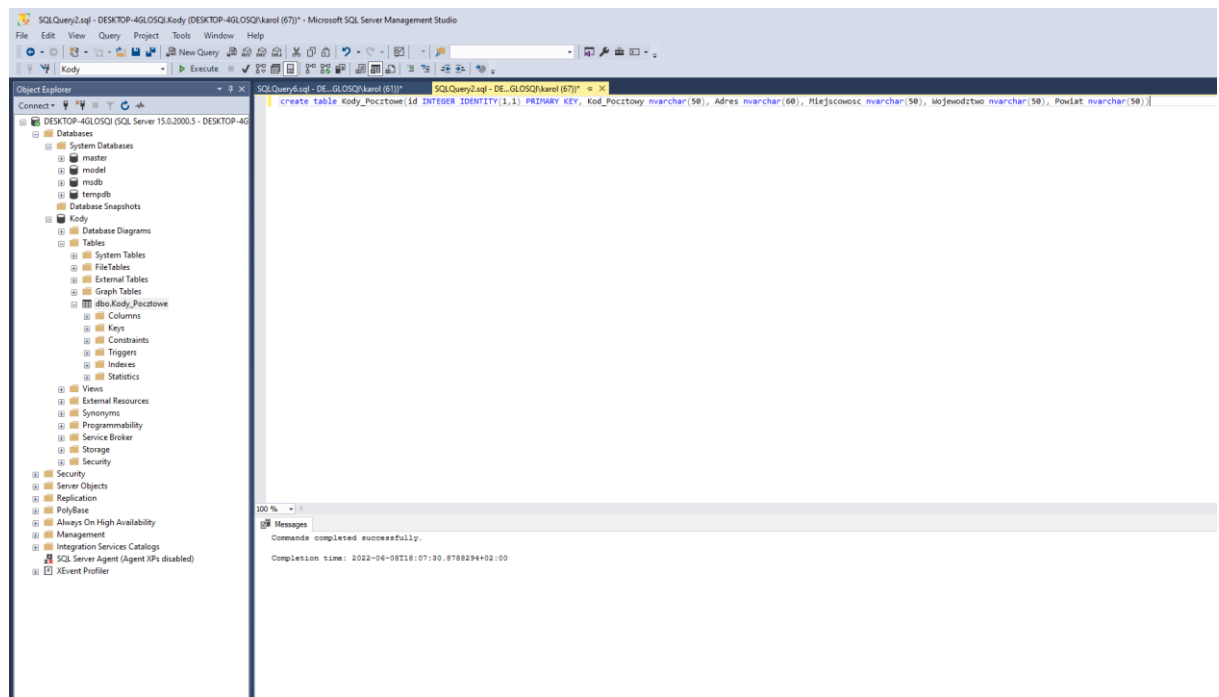 SQLQuery2.sql - DESKTOP-4GLOSQI.Kody (DESKTOP-4GLOSQI\karol (67))* - Microsoft SQL Server Management Studio
File Edit View Query Project Tools Window Help
New Query
Kody Execute
Object Explorer
Connect
DESKTOP-4GLOSQI (SQL Server 15.0.2000.5 - DESKTOP-4G
Databases
System Databases
master
model
msdb
tempdb
Database Snapshots
Kody
Database Diagrams
Tables
System Tables
FileTables
External Tables
Graph Tables
dbo.Kody_Pocztowe
Columns
Keys
Constraints
Triggers
Indexes
Statistics
Views
External Resources
Synonyms
Programmability
Service Broker
Storage
Security
Security
Server Objects
Replication
PolyBase
Always On High Availability
Management
Integration Services Catalogs
SQL Server Agent (Agent XPs disabled)
XEvent Profiler
SQLQuery6.sql - DE...GLOSQI\karol (61))* SQLQuery2.sql - DE...GLOSQI\karol (67))*
create table Kody_Pocztowe(id INTEGER IDENTITY(1,1) PRIMARY KEY, Kod_Pocztowy nvarchar(50), Adres nvarchar(60), Miejscowosc nvarchar(50), Wojewodztwo nvarchar(50), Powiat nvarchar(50))
100 %
Messages
Commands completed successfully.
Completion time: 2022-06-08T18:07:30.8788294+02:00